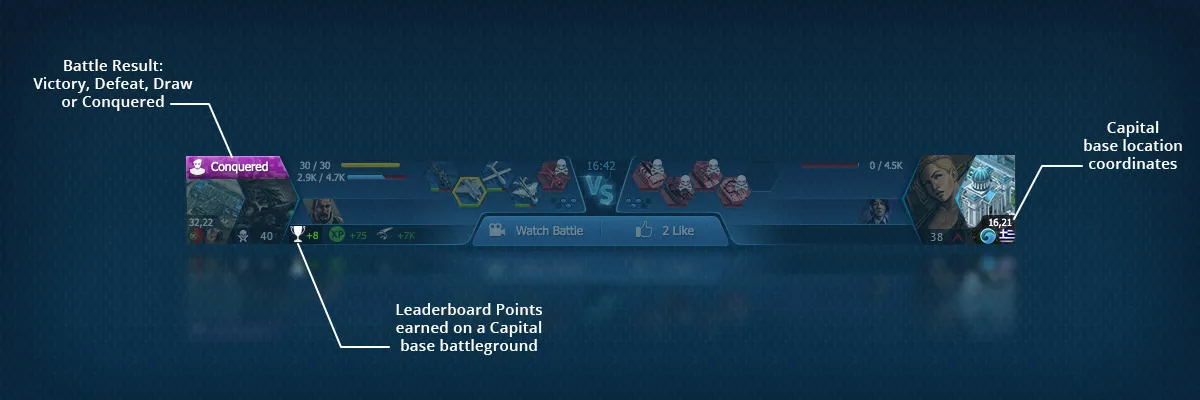 Battle Result:
Victory, Defeat, Draw
or Conquered
Capital
base location
coordinates
Conquered
30 / 30
2.9K / 4.7K
16:42
0 / 4.5K
VS
32,22
16,21
40
+8
XP
+75
+7K
Watch Battle
2 Like
38
Leaderboard Points
earned on a Capital
base battleground